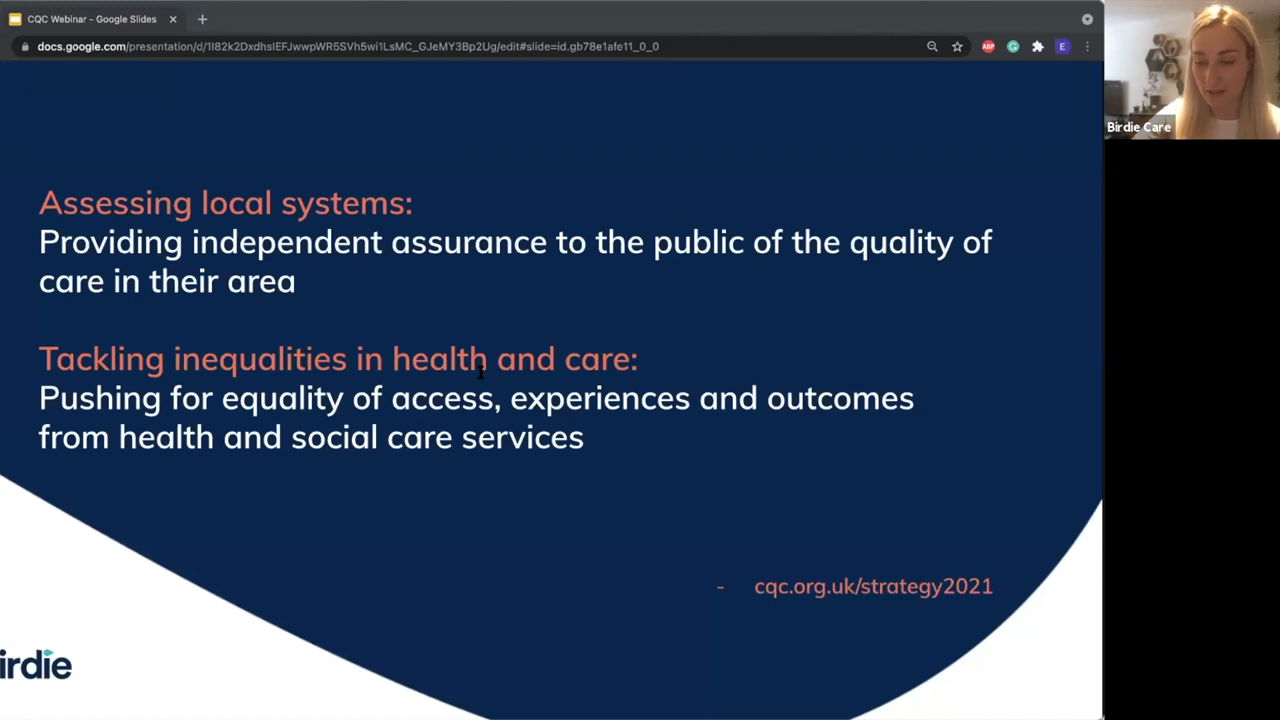 CQC Webinar - Google Slides
docs.google.com/presentation/d/1I82k2DxdhsIEFJwwpWR5SVh5wi1LsMC_GJeMY3Bp2Ug/edit#slide=id.gb78e1afe11_0_0
ABP
E
Birdie Care
Assessing local systems:
Providing independent assurance to the public of the quality of
care in their area
Tackling inequalities in health and care:
Pushing for equality of access, experiences and outcomes
from health and social care services
- cqc.org.uk/strategy2021
irdie